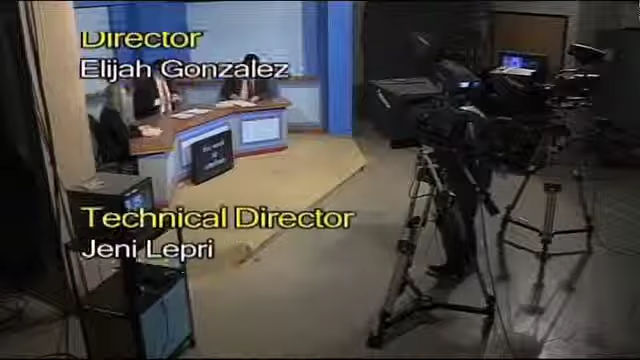 Director
Elijah Gonzalez
Technical Director
Jeni Lepri